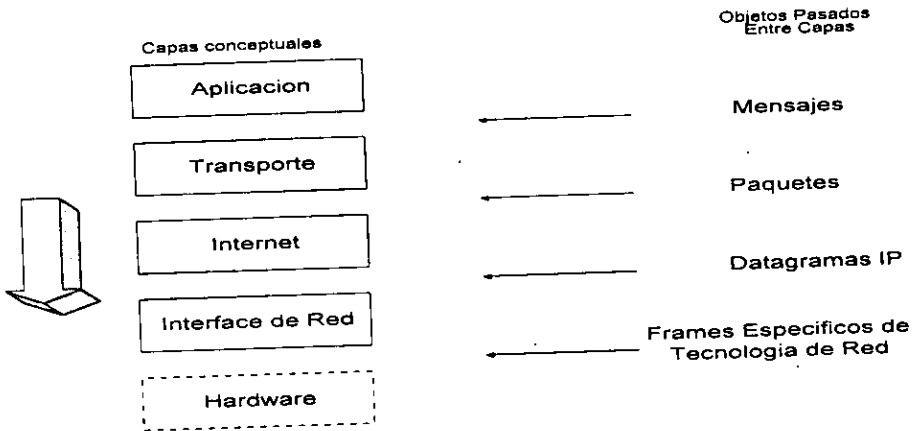 Objetos Pasados
Entre Capas
Capas conceptuales
Aplicacion
Mensajes
Transporte
Paquetes
Internet
Datagramas IP
Interface de Red
Frames Especificos de
Tecnologia de Red
Hardware